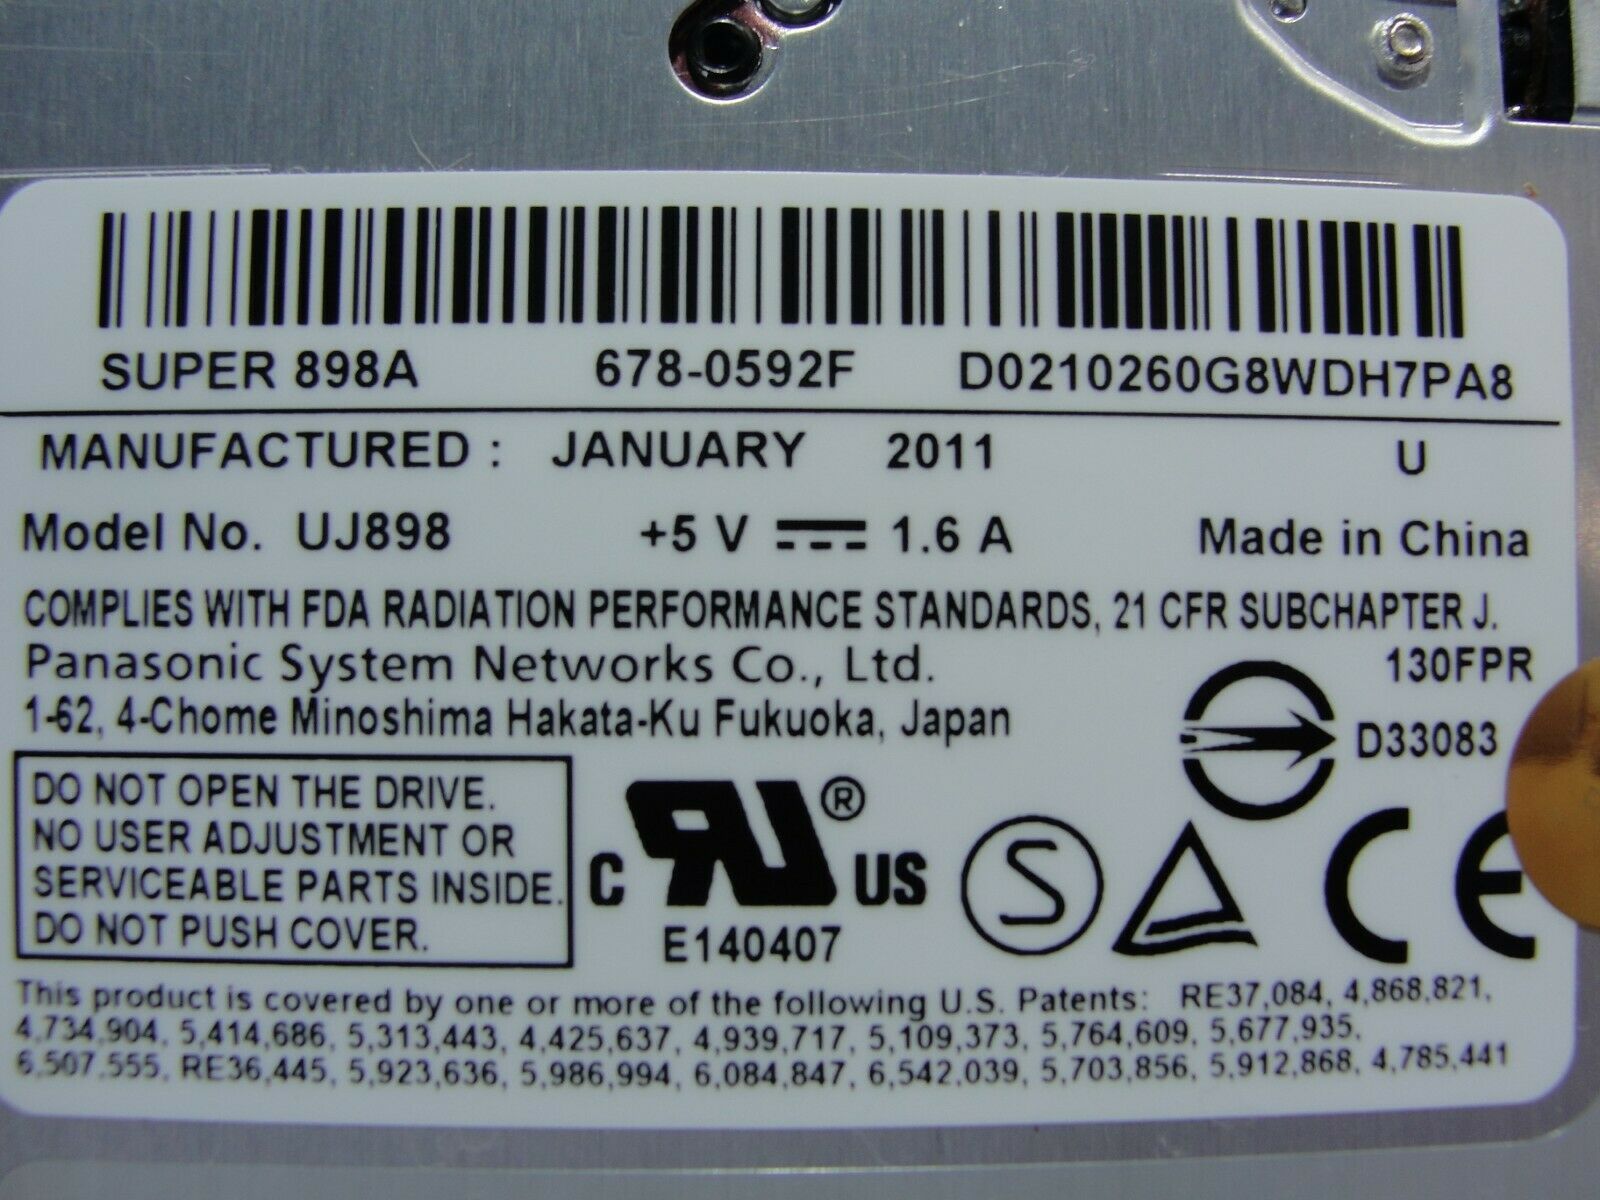 SUPER 898A 678-0592F D0210260G8WDH7PA8
MANUFACTURED : JANUARY 2011 U
Model No. UJ898 +5 V 1.6 A Made in China
COMPLIES WITH FDA RADIATION PERFORMANCE STANDARDS, 21 CFR SUBCHAPTER J.
Panasonic System Networks Co., Ltd. 130FPR
1-62, 4-Chome Minoshima Hakata-Ku Fukuoka, Japan D33083
DO NOT OPEN THE DRIVE.
NO USER ADJUSTMENT OR
SERVICEABLE PARTS INSIDE.
DO NOT PUSH COVER.
C RU ® US S CE
E140407
This product is covered by one or more of the following U.S. Patents: RE37,084, 4,868,821,
4,734,904, 5,414,686, 5,313,443, 4,425,637, 4,939,717, 5,109,373, 5,764,609, 5,677,935,
6,507,555, RE36,445, 5,923,636, 5,986,994, 6,084,847, 6,542,039, 5,703,856, 5,912,868, 4,785,441